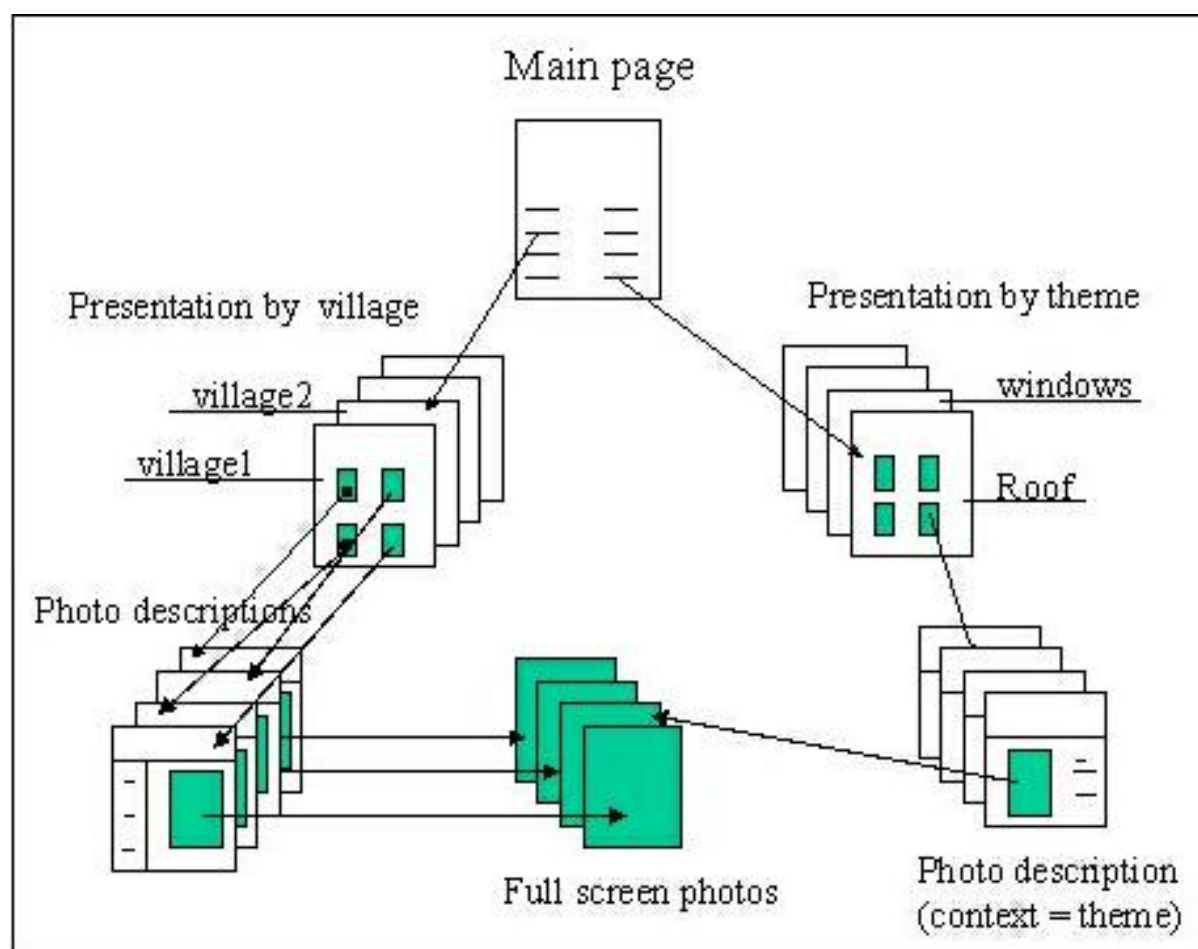 Main page
Presentation by village
Presentation by theme
village2
windows
village1
Roof
Photo descriptions
Full screen photos
Photo description
(context = theme)